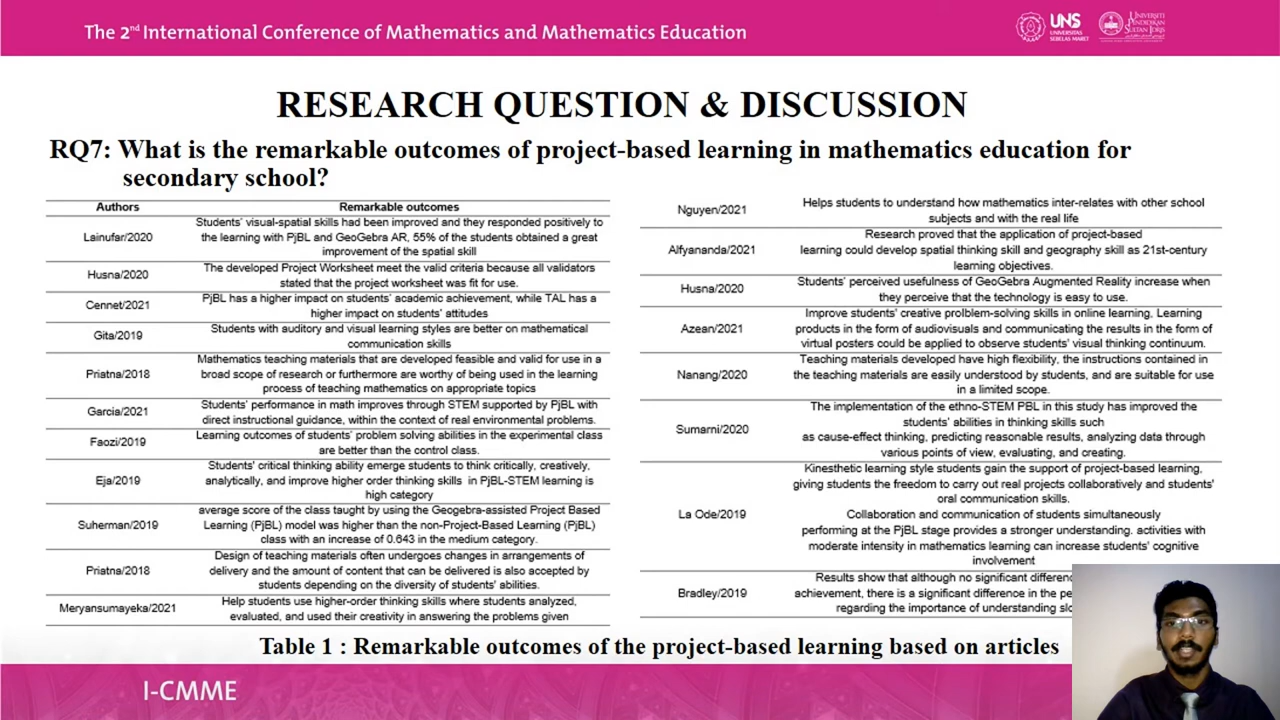 The 2nd International Conference of Mathematics and Mathematics Education
UNS
UNIVERSITAS
SEBELAS MARET
UNIVERSITI
PENDIDIKAN
SULTAN IDRIS
RESEARCH QUESTION & DISCUSSION
RQ7: What is the remarkable outcomes of project-based learning in mathematics education for
secondary school?
Authors Remarkable outcomes
Lainufar/2020
Students' visual-spatial skills had been improved and they responded positively to
the learning with PjBL and GeoGebra AR, 55% of the students obtained a great
improvement of the spatial skill
Husna/2020
The developed Project Worksheet meet the valid criteria because all validators
stated that the project worksheet was fit for use.
Cennet/2021
PjBL has a higher impact on students' academic achievement, while TAL has a
higher impact on students' attitudes
Gita/2019
Students with auditory and visual learning styles are better on mathematical
communication skills
Priatna/2018
Mathematics teaching materials that are developed feasible and valid for use in a
broad scope of research or furthermore are worthy of being used in the learning
process of teaching mathematics on appropriate topics
Garcia/2021
Students' performance in math improves through STEM supported by PjBL with
direct instructional guidance, within the context of real environmental problems.
Faozi/2019
Learning outcomes of students' problem solving abilities in the experimental class
are better than the control class.
Eja/2019
Students' critical thinking ability emerge students to think critically, creatively,
analytically, and improve higher order thinking skills in PjBL-STEM learning is
high category
Suherman/2019
average score of the class taught by using the Geogebra-assisted Project Based
Learning (PjBL) model was higher than the non-Project-Based Learning (PjBL)
class with an increase of 0.643 in the medium category.
Priatna/2018
Design of teaching materials often undergoes changes in arrangements of
delivery and the amount of content that can be delivered is also accepted by
students depending on the diversity of students' abilities.
Meryansumayeka/2021
Help students use higher-order thinking skills where students analyzed,
evaluated, and used their creativity in answering the problems given
Nguyen/2021
Helps students to understand how mathematics inter-relates with other school
subjects and with the real life
Alfyananda/2021
Research proved that the application of project-based
learning could develop spatial thinking skill and geography skill as 21st-century
learning objectives.
Husna/2020
Students' perceived usefulness of GeoGebra Augmented Reality increase when
they perceive that the technology is easy to use.
Azean/2021
Improve students' creative prolblem-solving skills in online learning. Learning
products in the form of audiovisuals and communicating the results in the form of
virtual posters could be applied to observe students' visual thinking continuum.
Nanang/2020
Teaching materials developed have high flexibility, the instructions contained in
the teaching materials are easily understood by students, and are suitable for use
in a limited scope.
Sumarni/2020
The implementation of the ethno-STEM PBL in this study has improved the
students' abilities in thinking skills such
as cause-effect thinking, predicting reasonable results, analyzing data through
various points of view, evaluating, and creating.
La Ode/2019
Kinesthetic learning style students gain the support of project-based learning,
giving students the freedom to carry out real projects collaboratively and students'
oral communication skills.
Collaboration and communication of students simultaneously
performing at the PjBL stage provides a stronger understanding. activities with
moderate intensity in mathematics learning can increase students' cognitive
involvement
Bradley/2019
Results show that although no significant
achievement, there is a significant difference in the
regarding the importance of understanding
Table 1 : Remarkable outcomes of the project-based learning based on articles
I-CMME